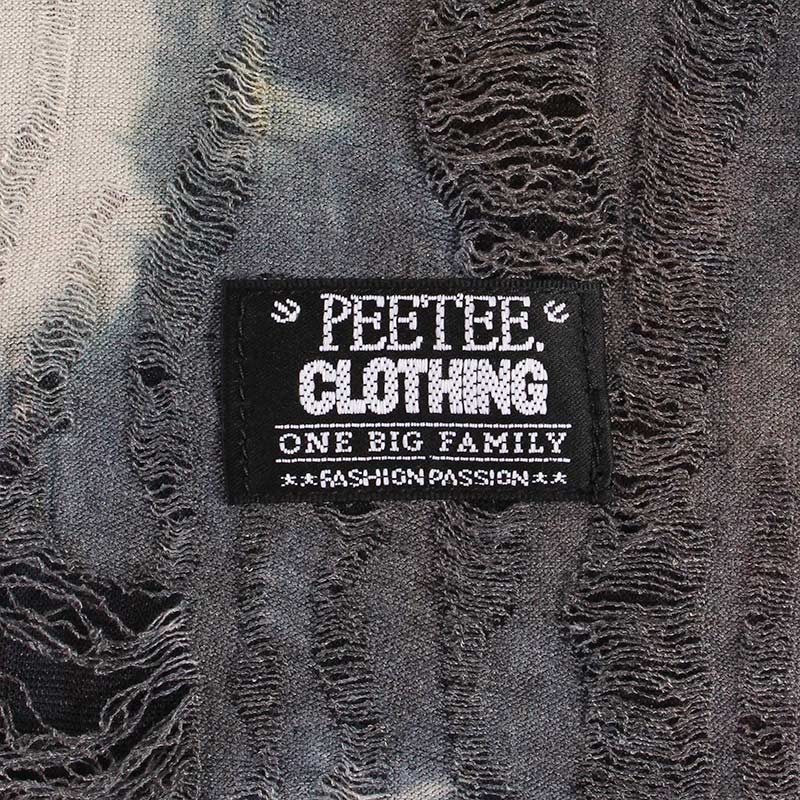 PEETEE.
CLOTHING
ONE BIG FAMILY
**FASHION PASSION**